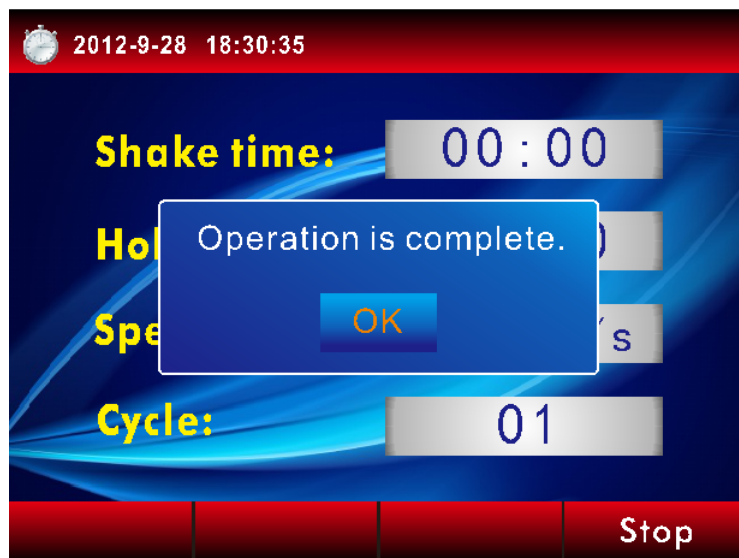 2012-9-28 18:30:35
Shake time: 00:00
Operation is complete.
OK
Cycle: 01
Stop